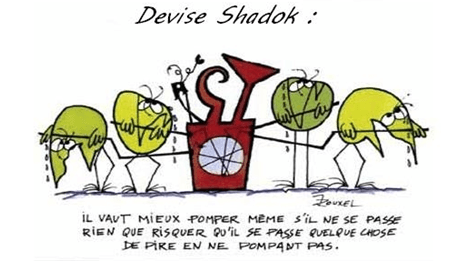 Devise Shadok :
ROUXEL
IL VAUT MIEUX POMPER MÊME S'IL NE SE PASSE
RIEN QUE RISQUER QU'IL SE PASSE QUELQUE CHOSE
DE PIRE EN NE POMPANT PAS.